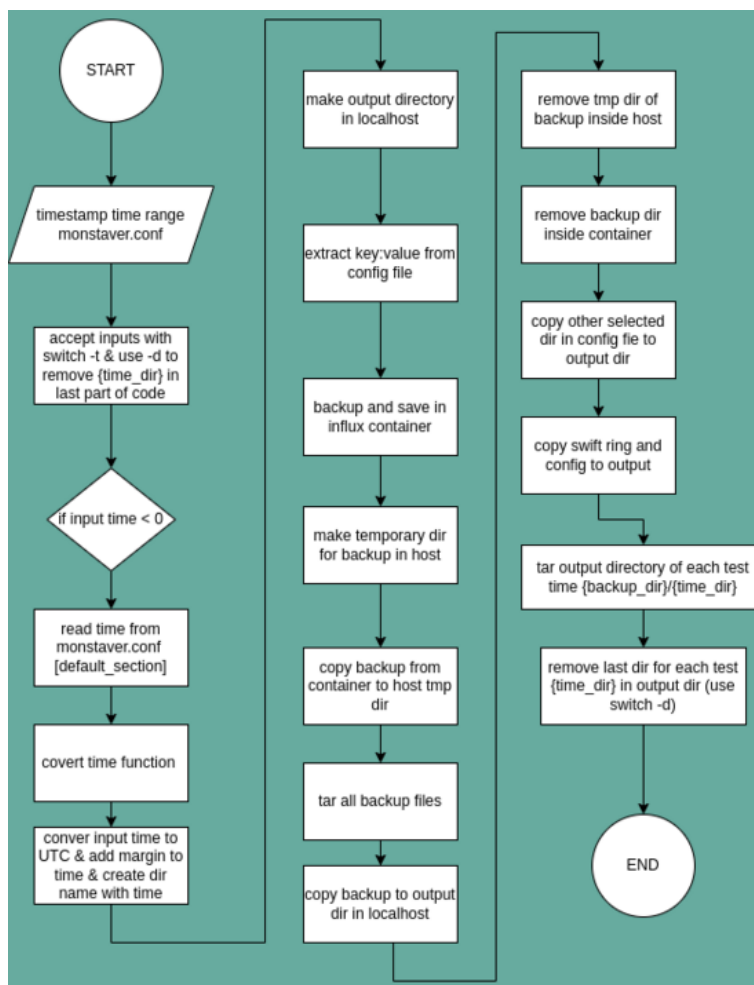 START
timestamp time range
monstaver.conf
accept inputs with
switch -t & use -d to
remove {time_dir} in
last part of code
if input time < 0
read time from
monstaver.conf
[default_section]
covert time function
conver input time to
UTC & add margin to
time & create dir
name with time
make output directory
in localhost
extract key:value from
config file
backup and save in
influx container
make temporary dir
for backup in host
copy backup from
container to host tmp
dir
tar all backup files
copy backup to output
dir in localhost
remove tmp dir of
backup inside host
remove backup dir
inside container
copy other selected
dir in config fie to
output dir
copy swift ring and
config to output
tar output directory of each test
time {backup_dir}/{time_dir}
remove last dir for each test
{time_dir} in output dir (use
switch -d)
END